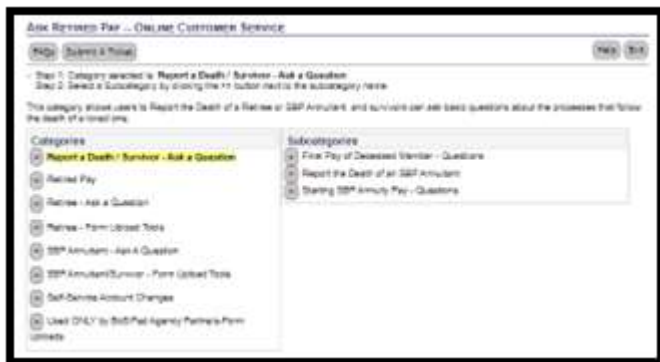 ASK RETIRED PAY -- ONLINE CUSTOMER SERVICE
FAQs Submit A Ticket Help Exit
Step 1: Category selected is Report a Death / Survivor - Ask a Question
Step 2: Select a Subcategory by clicking the >> button next to the subcategory name
This category allows users to Report the Death of a Retiree or SBP Annuitant, and survivors can ask basic questions about the processes that follow
the death of a loved one.
Categories
Report a Death / Survivor - Ask a Question
Retired Pay
Retiree - Ask a Question
Retiree - Form Upload Tools
SBP Annuitant - Ask A Question
SBP Annuitant/Survivor - Form Upload Tools
Self-Service Account Changes
Used ONLY by Agency Partners-Form
Uploads
Subcategories
Final Pay of Deceased Member - Questions
Report the Death of an SBP Annuitant
Starting SBP Annuity Pay - Questions